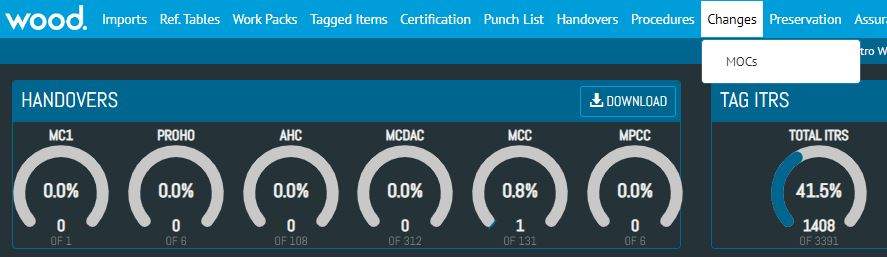 wood. Imports Ref. Tables Work Packs Tagged Items Certification Punch List Handovers Procedures Changes Preservation Assur
tro W
MOCs
HANDOVERS DOWNLOAD TAG ITRS
MC1 PROHO AHC MCDAC MCC MPCC TOTAL ITRS
0.0% 0.0% 0.0% 0.0% 0.8% 0.0% 41.5%
0 0 0 0 1 0 1408
OF 1 OF 6 OF 108 OF 312 OF 131 OF 6 OF 3391